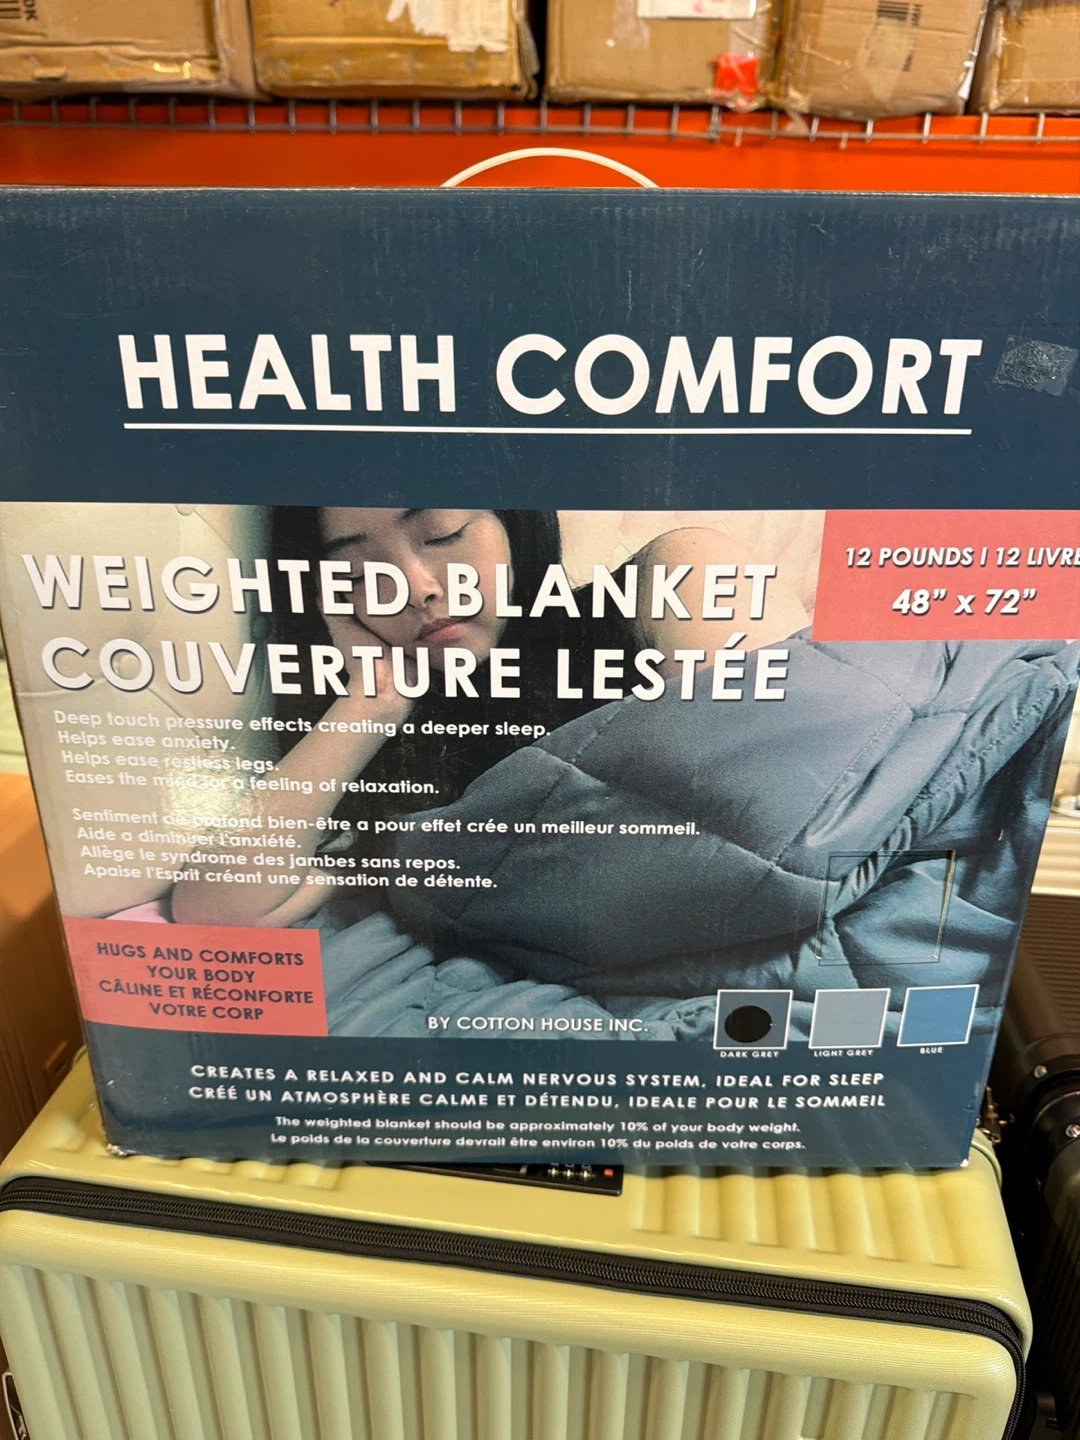 HEALTH COMFORT
WEIGHTED BLANKET
COUVERTURE LESTÉE
12 POUNDS I 12 LIVRE
48" x 72"
Deep touch pressure effects creating a deeper sleep.
Helps ease anxiety.
Helps ease restless legs.
Eases the mind for a feeling of relaxation.
Sentiment de profond bien-être a pour effet crée un meilleur sommeil.
Aide a diminuer l'anxiété.
Allège le syndrome des jambes sans repos.
Apaise l'Esprit créant une sensation de détente.
HUGS AND COMFORTS
YOUR BODY
CÂLINE ET RÉCONFORTE
VOTRE CORP
BY COTTON HOUSE INC.
DARK GREY
LIGHT GREY
BLUE
CREATES A RELAXED AND CALM NERVOUS SYSTEM, IDEAL FOR SLEEP
CRÉÉ UN ATMOSPHÈRE CALME ET DÉTENDU, IDEALE POUR LE SOMMEIL
The weighted blanket should be approximately 10% of your body weight.
Le poids de la couverture devrait être environ 10% du poids de votre corps.